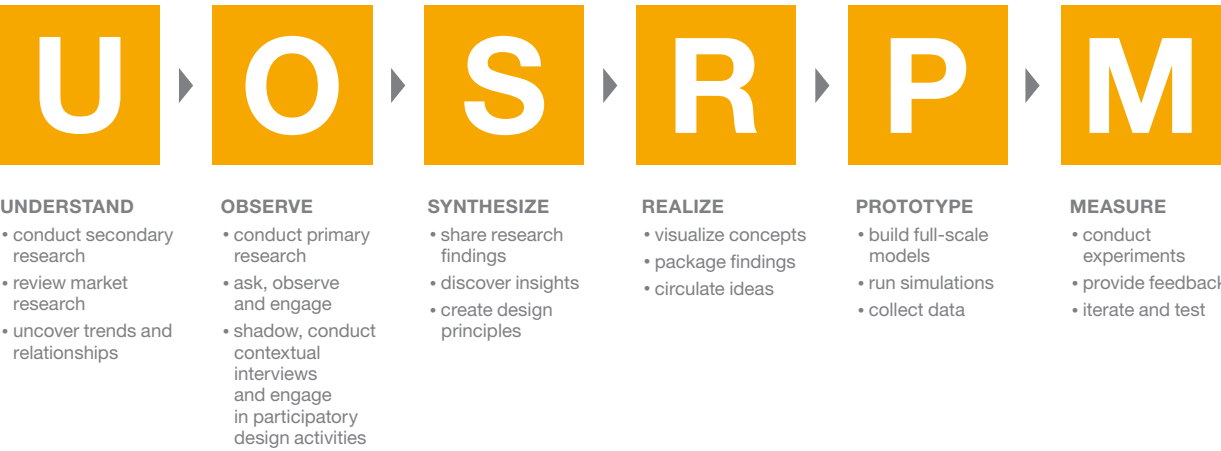 U
O
S
R
P
M
UNDERSTAND
• conduct secondary
research
• review market
research
• uncover trends and
relationships
OBSERVE
• conduct primary
research
• ask, observe
and engage
• shadow, conduct
contextual
interviews
and engage
in participatory
design activities
SYNTHESIZE
• share research
findings
• discover insights
• create design
principles
REALIZE
• visualize concepts
• package findings
• circulate ideas
PROTOTYPE
• build full-scale
models
• run simulations
• collect data
MEASURE
• conduct
experiments
• provide feedback
• iterate and test